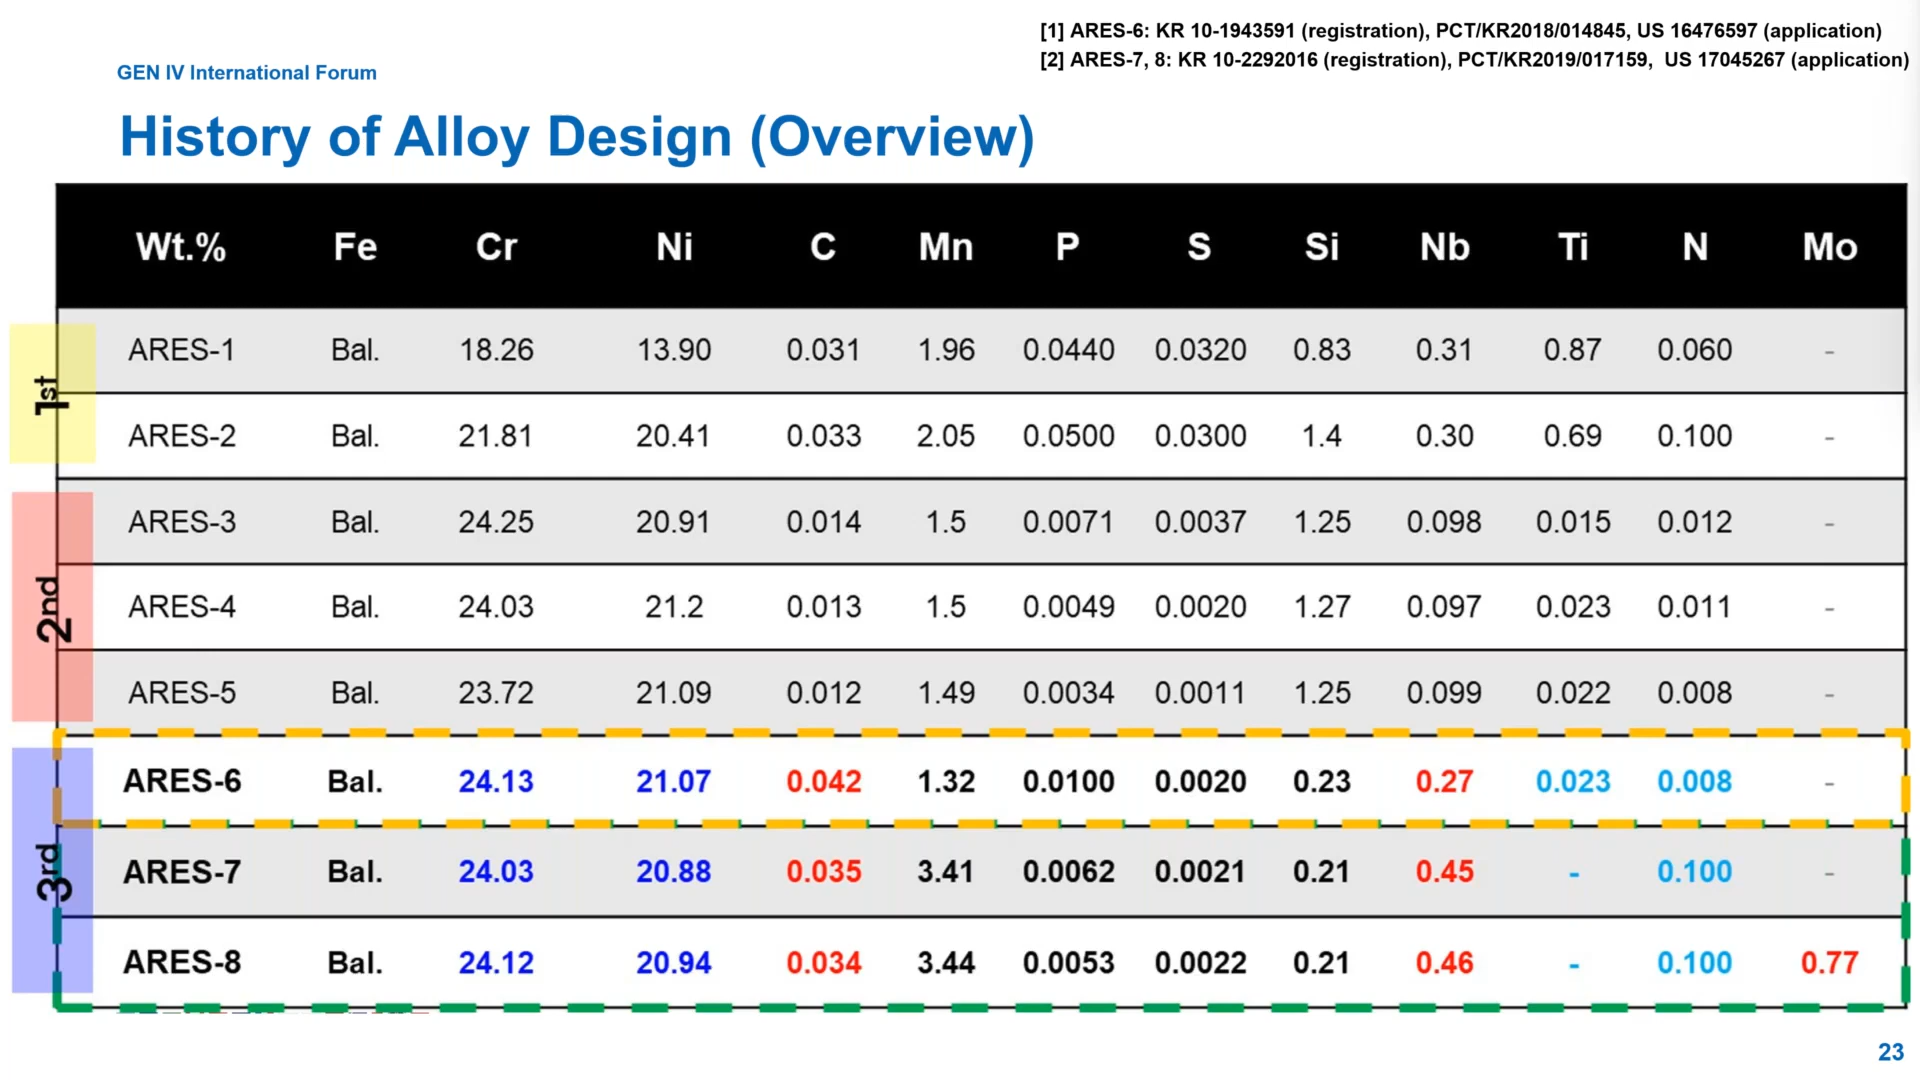 [1] ARES-6: KR 10-1943591 (registration), PCT/KR2018/014845, US 16476597 (application)
[2] ARES-7, 8: KR 10-2292016 (registration), PCT/KR2019/017159, US 17045267 (application)
GEN IV International Forum
History of Alloy Design (Overview)
Wt.% Fe Cr Ni C Mn P S Si Nb Ti N Mo
1st
ARES-1 Bal. 18.26 13.90 0.031 1.96 0.0440 0.0320 0.83 0.31 0.87 0.060 -
ARES-2 Bal. 21.81 20.41 0.033 2.05 0.0500 0.0300 1.4 0.30 0.69 0.100 -
2nd
ARES-3 Bal. 24.25 20.91 0.014 1.5 0.0071 0.0037 1.25 0.098 0.015 0.012 -
ARES-4 Bal. 24.03 21.2 0.013 1.5 0.0049 0.0020 1.27 0.097 0.023 0.011 -
ARES-5 Bal. 23.72 21.09 0.012 1.49 0.0034 0.0011 1.25 0.099 0.022 0.008 -
3rd
ARES-6 Bal. 24.13 21.07 0.042 1.32 0.0100 0.0020 0.23 0.27 0.023 0.008 -
ARES-7 Bal. 24.03 20.88 0.035 3.41 0.0062 0.0021 0.21 0.45 - 0.100 -
ARES-8 Bal. 24.12 20.94 0.034 3.44 0.0053 0.0022 0.21 0.46 - 0.100 0.77
23